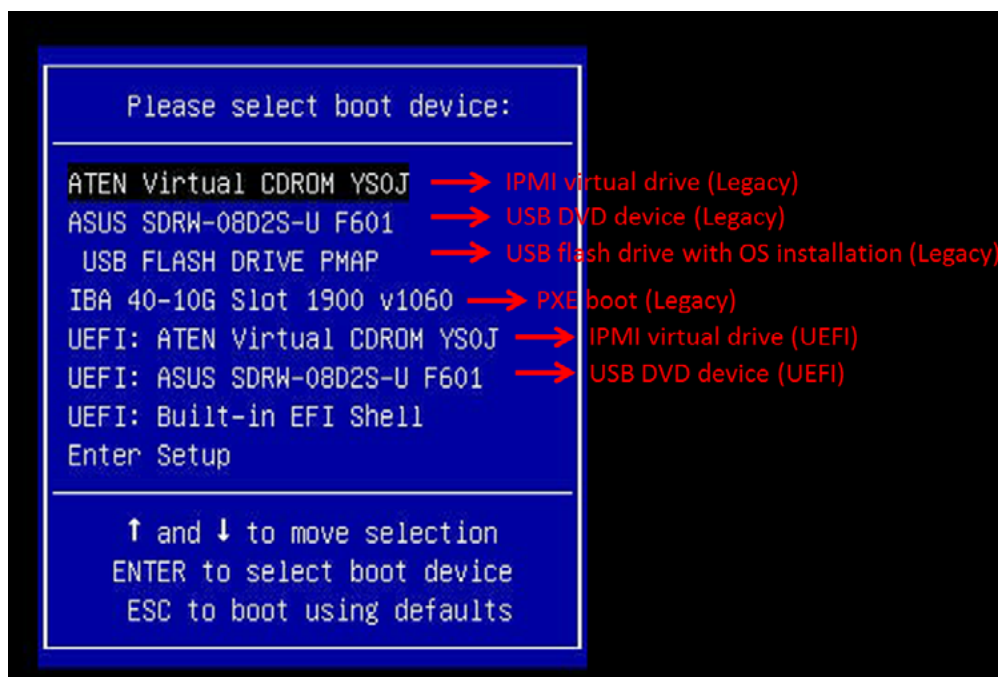 Please select boot device:
ATEN Virtual CDROM YS0J IPMI virtual drive (Legacy)
ASUS SDRW-08D2S-U F601 USB DVD device (Legacy)
USB FLASH DRIVE PMAP USB flash drive with OS installation (Legacy)
IBA 40-10G Slot 1900 v1060 PXE boot (Legacy)
UEFI: ATEN Virtual CDROM YS0J IPMI virtual drive (UEFI)
UEFI: ASUS SDRW-08D2S-U F601 USB DVD device (UEFI)
UEFI: Built-in EFI Shell
Enter Setup
↑ and ↓ to move selection
ENTER to select boot device
ESC to boot using defaults